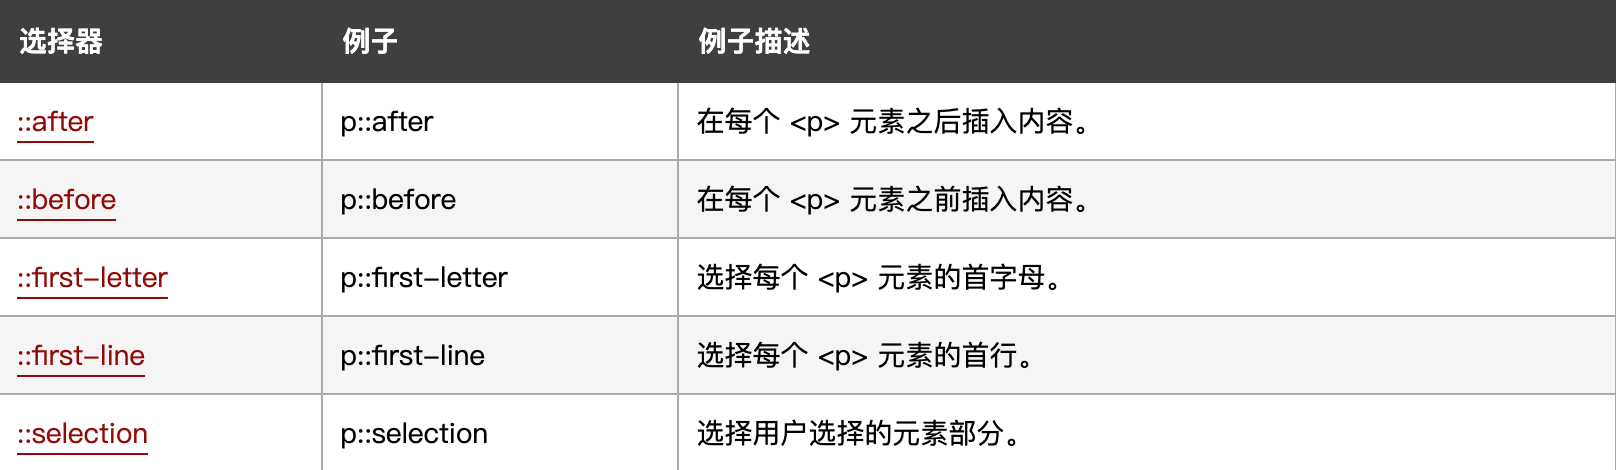 选择器 例子 例子描述
::after p::after 在每个 <p> 元素之后插入内容。
::before p::before 在每个 <p> 元素之前插入内容。
::first-letter p::first-letter 选择每个 <p> 元素的首字母。
::first-line p::first-line 选择每个 <p> 元素的首行。
::selection p::selection 选择用户选择的元素部分。